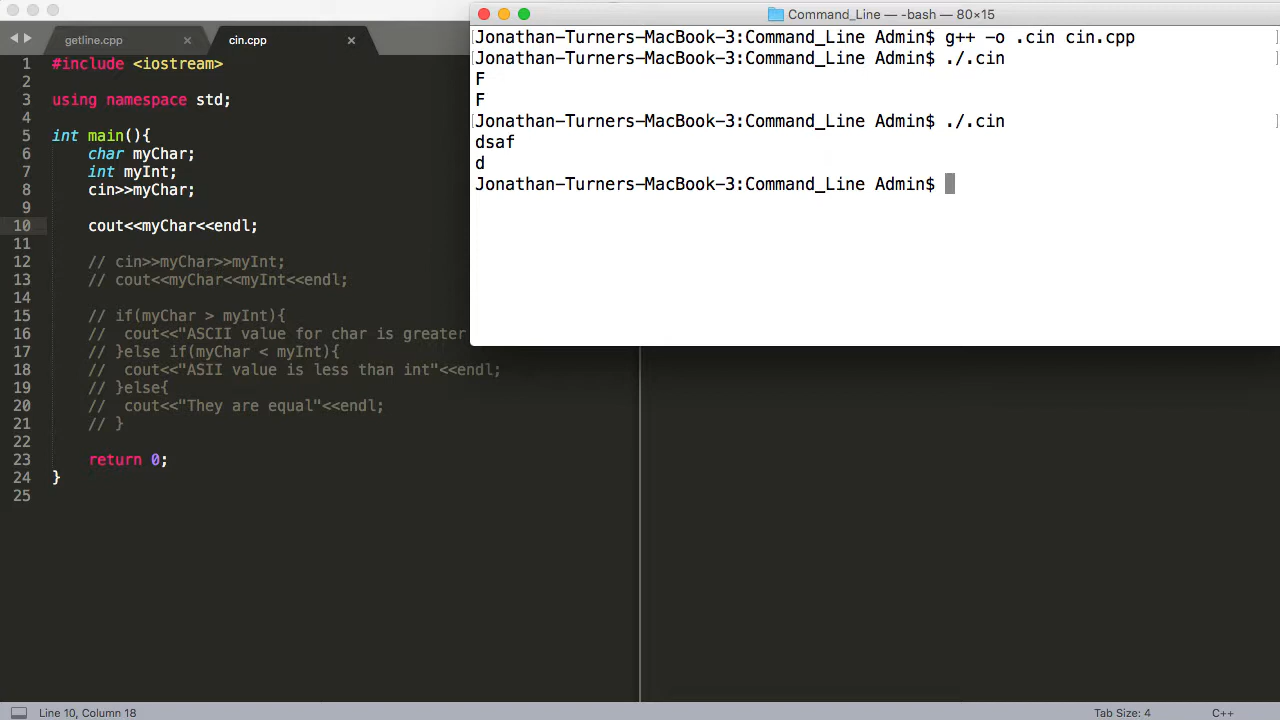 getline.cpp × cin.cpp ×
1 #include <iostream>
2
3 using namespace std;
4
5 int main(){
6 char myChar;
7 int myInt;
8 cin>>myChar;
9
10 cout<<myChar<<endl;
11
12 // cin>>myChar>>myInt;
13 // cout<<myChar<<myInt<<endl;
14
15 // if(myChar > myInt){
16 // cout<<"ASCII value for char is greater
17 // }else if(myChar < myInt){
18 // cout<<"ASII value is less than int"<<endl;
19 // }else{
20 // cout<<"They are equal"<<endl;
21 // }
22
23 return 0;
24 }
25
Line 10, Column 18
Tab Size: 4 C++
Command_Line — -bash — 80×15
[Jonathan-Turners-MacBook-3:Command_Line Admin$ g++ -o .cin cin.cpp ]
[Jonathan-Turners-MacBook-3:Command_Line Admin$ ./.cin
F
F
[Jonathan-Turners-MacBook-3:Command_Line Admin$ ./.cin ]
dsaf
d
Jonathan-Turners-MacBook-3:Command_Line Admin$